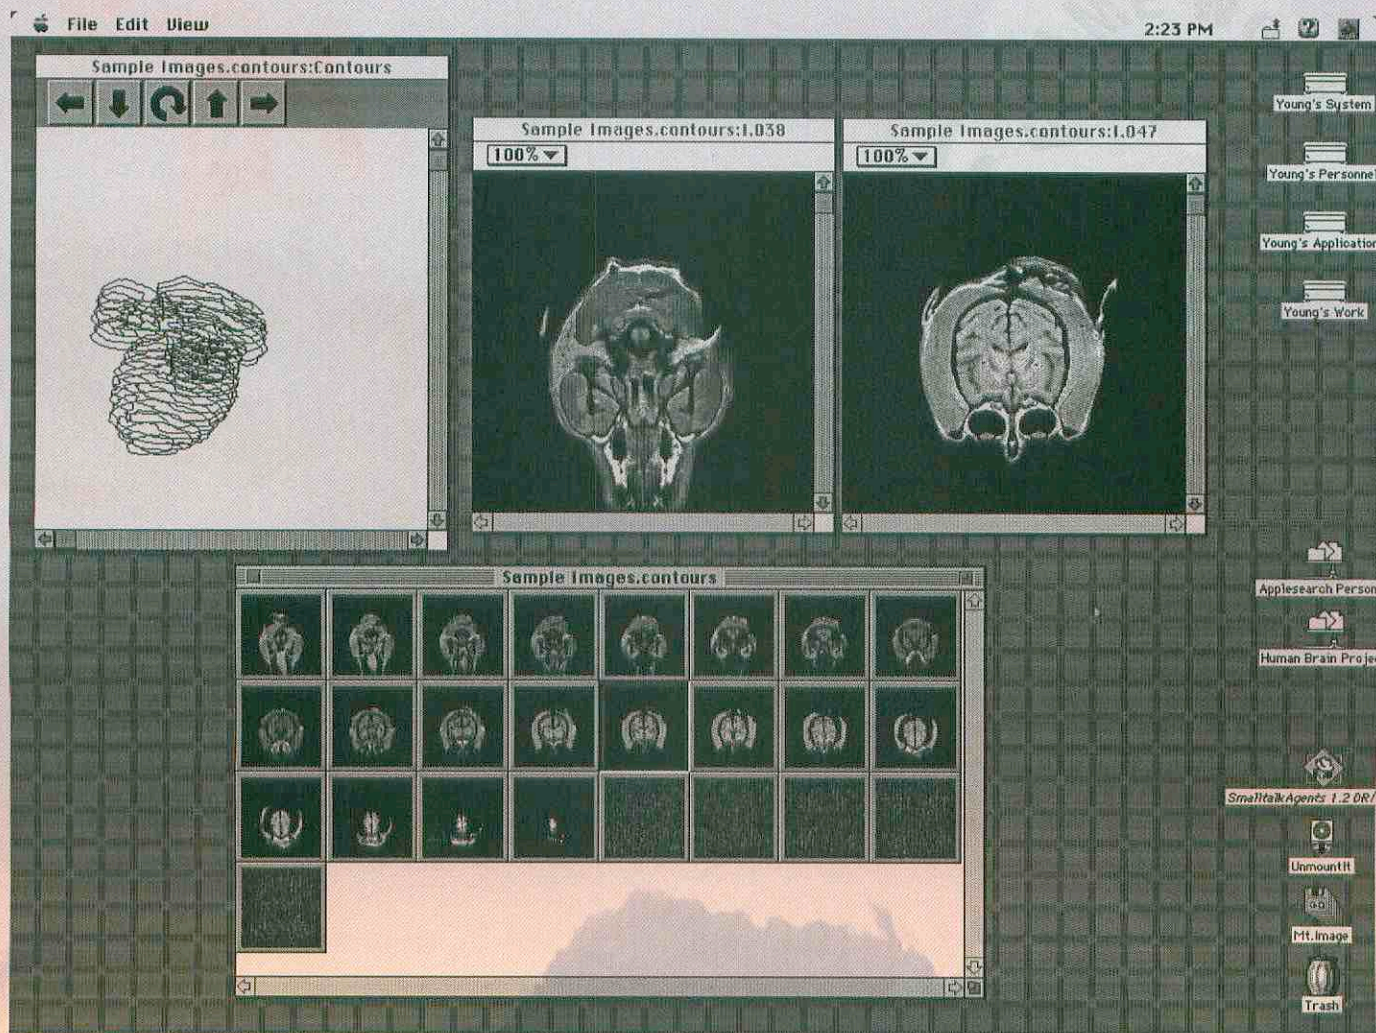 File Edit View
2:23 PM
Sample Images.contours:Contours
Sample Images.contours:I.038
100%
Sample Images.contours:I.047
100%
Young's System
Young's Personnel
Young's Application
Young's Work
Sample Images.contours
Applesearch Person
Human Brain Projec
SmalltalkAgents 1.2 DR/
UnmountIt
Mt.Image
Trash